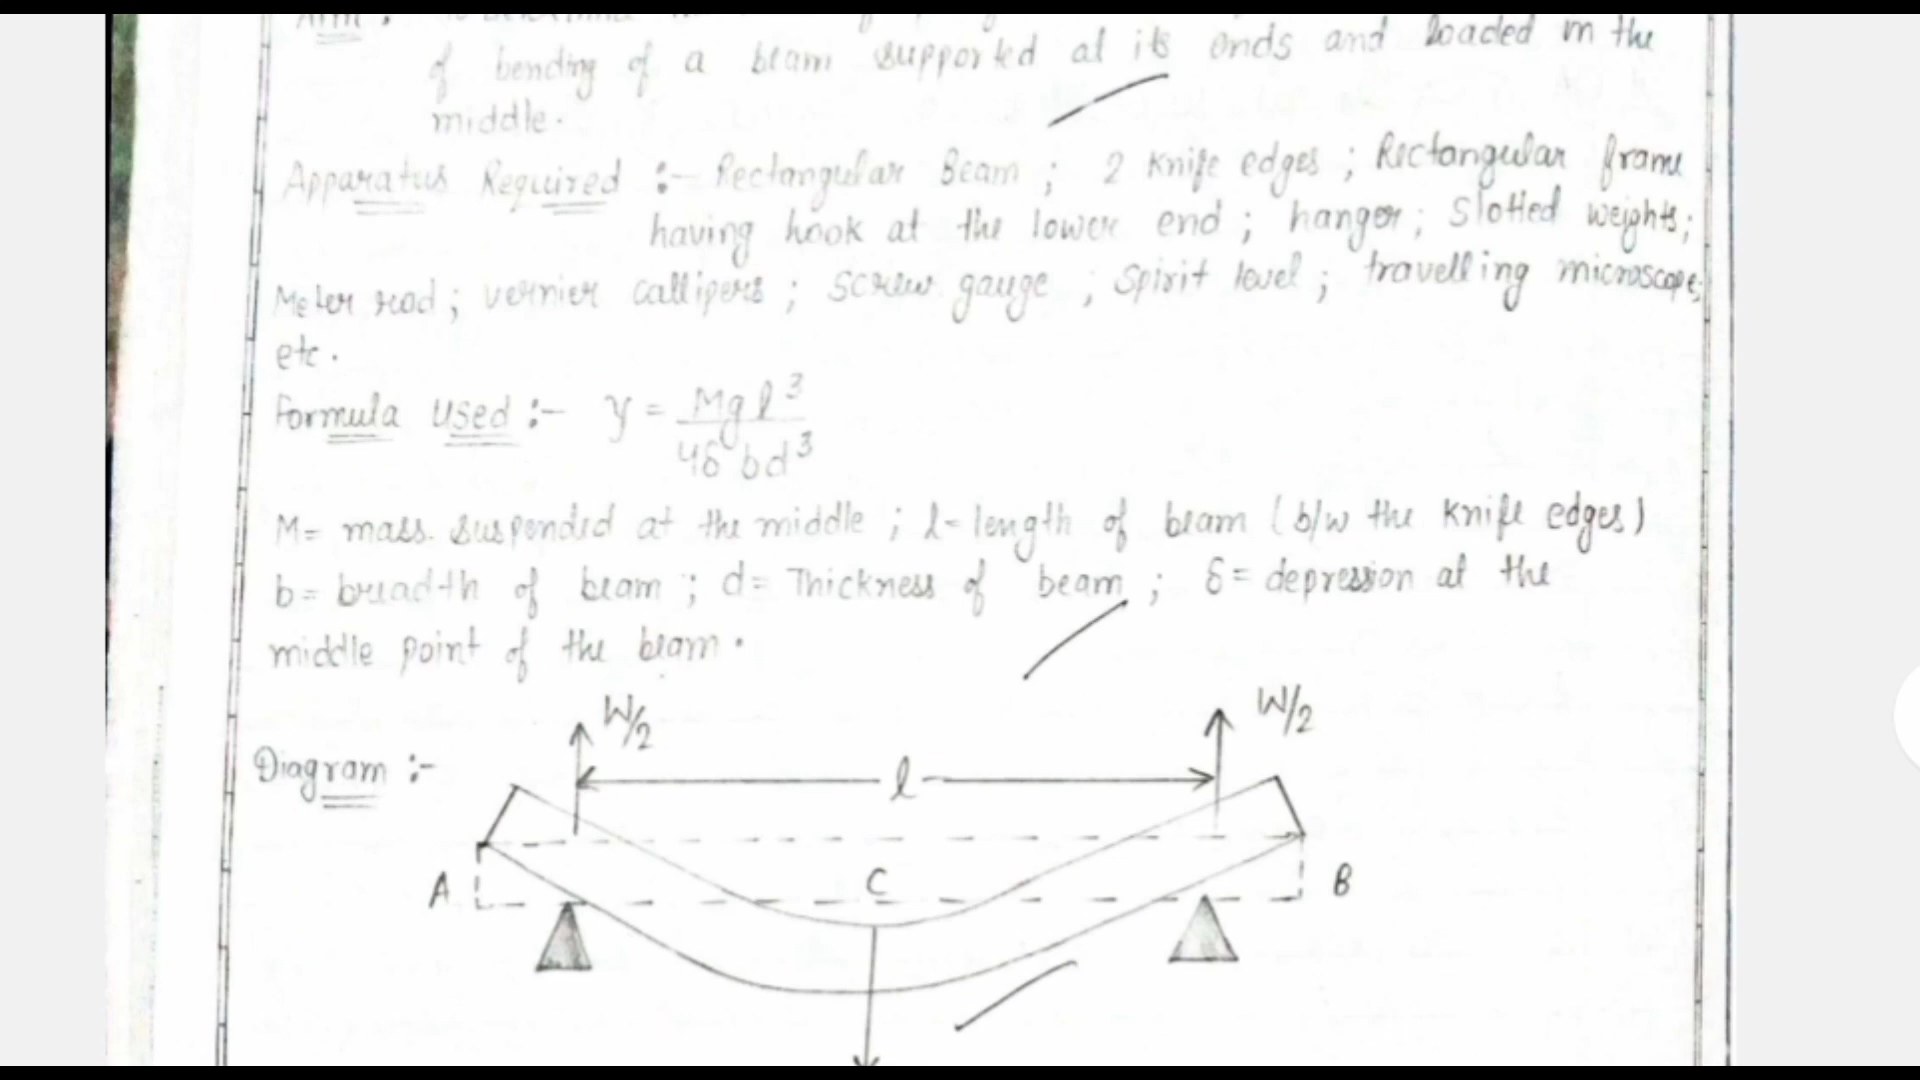 of bending of a beam supported at its ends and loaded in the
middle.
Apparatus Required :- Rectangular Beam ; 2 Knife edges ; Rectangular frame
having hook at the lower end ; hanger ; Slotted weights ;
Meter rod ; vernier callipers ; screw gauge , Spirit level ; travelling microscope;
etc.
Formula Used :- Y = Mgl³ / 4δbd³
M= mass suspended at the middle ; l- length of beam (b/w the Knife edges)
b= breadth of beam ; d= Thickness of beam ; δ= depression at the
middle point of the beam.
W/2 W/2
Diagram :-
l
A C B